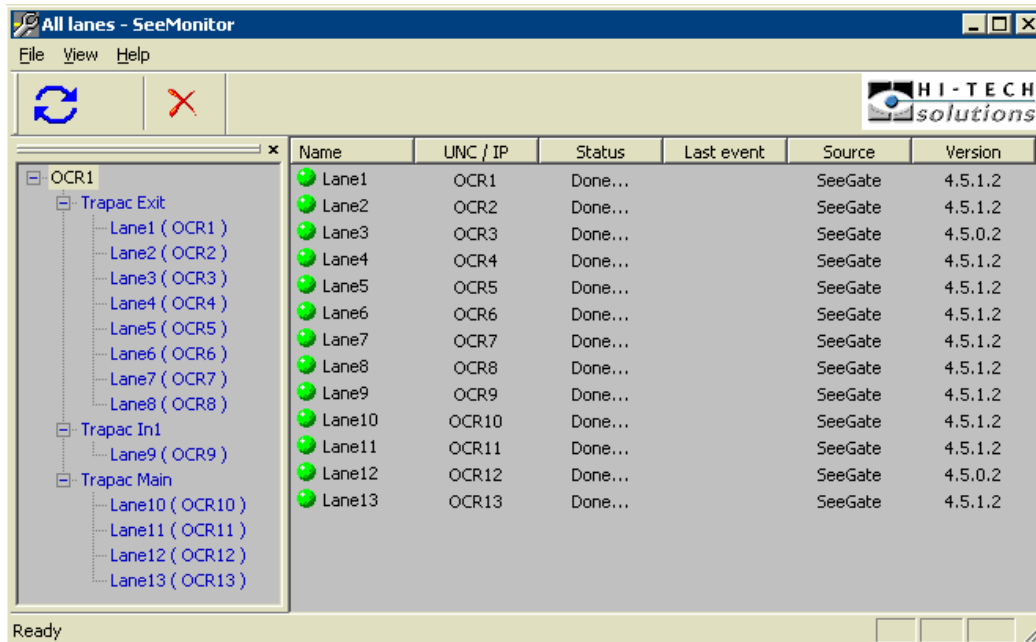 All lanes - SeeMonitor
File View Help
HI-TECH
solutions
OCR1
Trapac Exit
Lane1 ( OCR1 )
Lane2 ( OCR2 )
Lane3 ( OCR3 )
Lane4 ( OCR4 )
Lane5 ( OCR5 )
Lane6 ( OCR6 )
Lane7 ( OCR7 )
Lane8 ( OCR8 )
Trapac In1
Lane9 ( OCR9 )
Trapac Main
Lane10 ( OCR10 )
Lane11 ( OCR11 )
Lane12 ( OCR12 )
Lane13 ( OCR13 )
Name UNC / IP Status Last event Source Version
Lane1 OCR1 Done... SeeGate 4.5.1.2
Lane2 OCR2 Done... SeeGate 4.5.1.2
Lane3 OCR3 Done... SeeGate 4.5.0.2
Lane4 OCR4 Done... SeeGate 4.5.1.2
Lane5 OCR5 Done... SeeGate 4.5.1.2
Lane6 OCR6 Done... SeeGate 4.5.1.2
Lane7 OCR7 Done... SeeGate 4.5.1.2
Lane8 OCR8 Done... SeeGate 4.5.1.2
Lane9 OCR9 Done... SeeGate 4.5.1.2
Lane10 OCR10 Done... SeeGate 4.5.1.2
Lane11 OCR11 Done... SeeGate 4.5.1.2
Lane12 OCR12 Done... SeeGate 4.5.0.2
Lane13 OCR13 Done... SeeGate 4.5.1.2
Ready